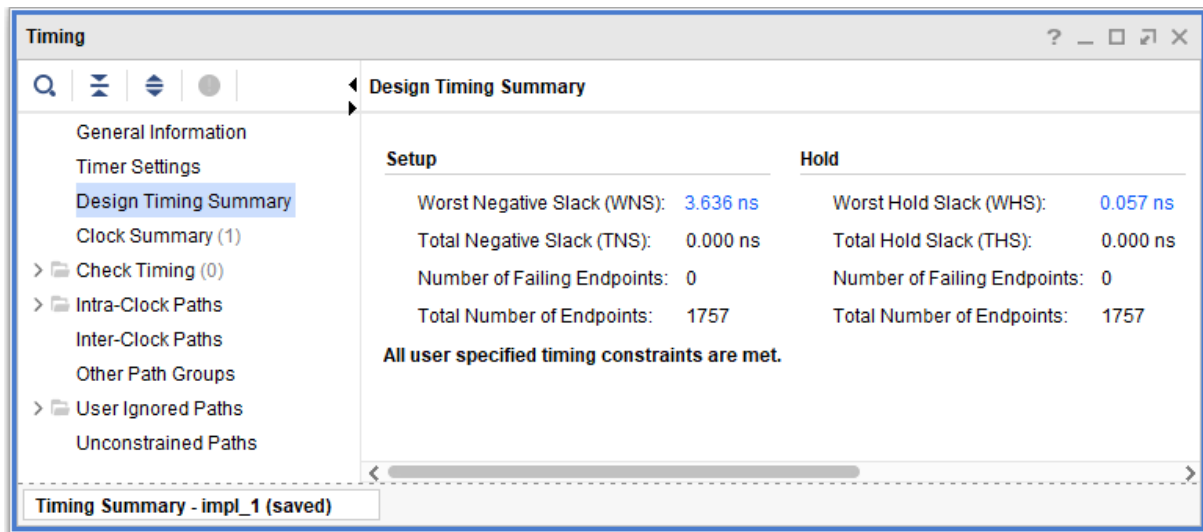 Timing
Design Timing Summary
General Information
Timer Settings
Design Timing Summary
Clock Summary (1)
Check Timing (0)
Intra-Clock Paths
Inter-Clock Paths
Other Path Groups
User Ignored Paths
Unconstrained Paths
Setup
Worst Negative Slack (WNS): 3.636 ns
Total Negative Slack (TNS): 0.000 ns
Number of Failing Endpoints: 0
Total Number of Endpoints: 1757
Hold
Worst Hold Slack (WHS): 0.057 ns
Total Hold Slack (THS): 0.000 ns
Number of Failing Endpoints: 0
Total Number of Endpoints: 1757
All user specified timing constraints are met.
Timing Summary - impl_1 (saved)